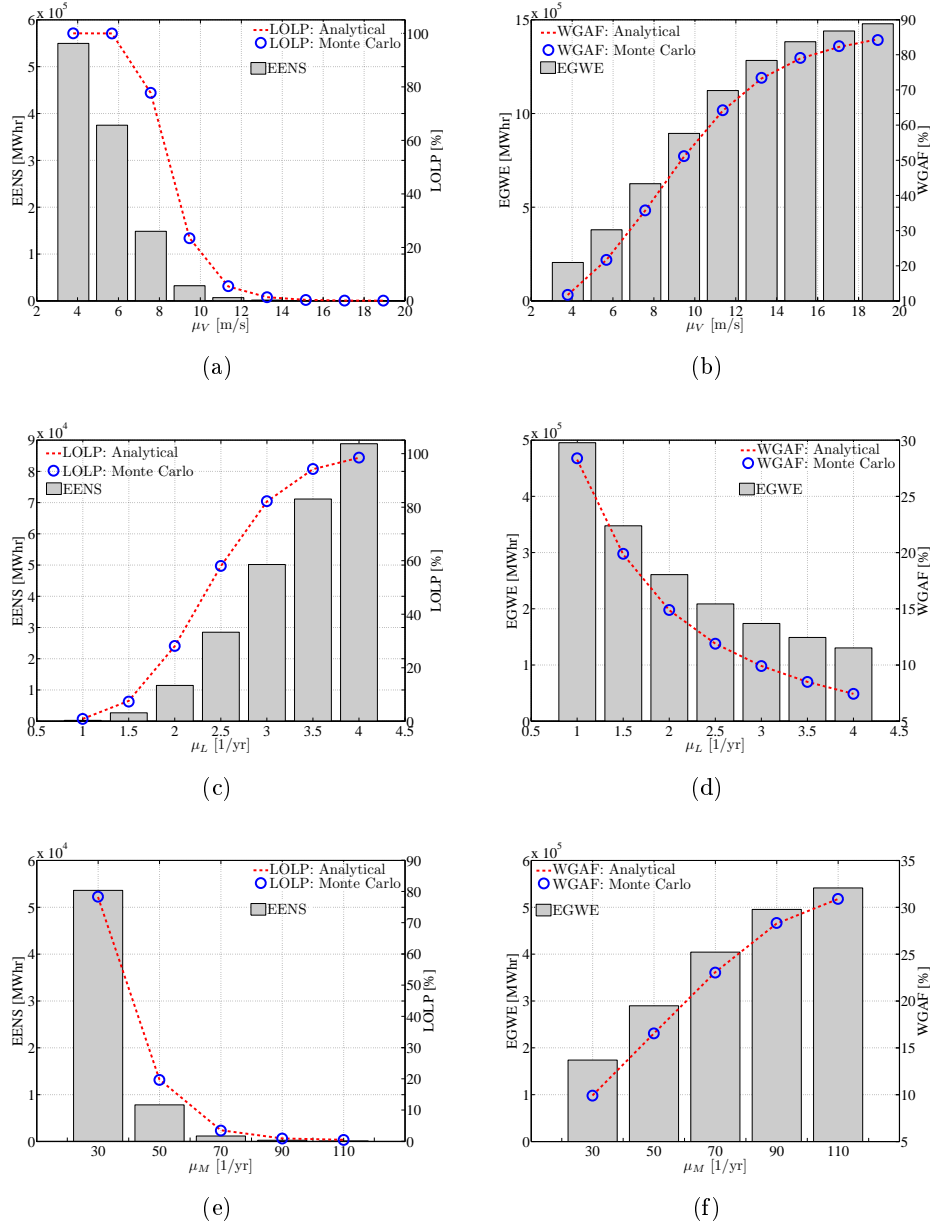 x 10^5
LOLP: Analytical
LOLP: Monte Carlo
EENS
6
5
4
3
2
1
0
100
80
60
40
20
0
2 4 6 8 10 12 14 16 18 20
EENS [MWhr]
LOLP [%]
μ_V [m/s]
(a)
x 10^5
WGAF: Analytical
WGAF: Monte Carlo
EGWE
15
10
5
0
90
80
70
60
50
40
30
20
10
2 4 6 8 10 12 14 16 18 20
EGWE [MWhr]
WGAF [%]
μ_V [m/s]
(b)
x 10^4
LOLP: Analytical
LOLP: Monte Carlo
EENS
9
8
7
6
5
4
3
2
1
0
100
80
60
40
20
0
0.5 1 1.5 2 2.5 3 3.5 4 4.5
EENS [MWhr]
LOLP [%]
μ_L [1/yr]
(c)
x 10^5
WGAF: Analytical
WGAF: Monte Carlo
EGWE
5
4
3
2
1
0
30
25
20
15
10
5
0.5 1 1.5 2 2.5 3 3.5 4 4.5
EGWE [MWhr]
WGAF [%]
μ_L [1/yr]
(d)
x 10^4
LOLP: Analytical
LOLP: Monte Carlo
EENS
6
5
4
3
2
1
0
90
80
70
60
50
40
30
20
10
0
30 50 70 90 110
EENS [MWhr]
LOLP [%]
μ_M [1/yr]
(e)
x 10^5
WGAF: Analytical
WGAF: Monte Carlo
EGWE
6
5
4
3
2
1
0
35
30
25
20
15
10
5
30 50 70 90 110
EGWE [MWhr]
WGAF [%]
μ_M [1/yr]
(f)